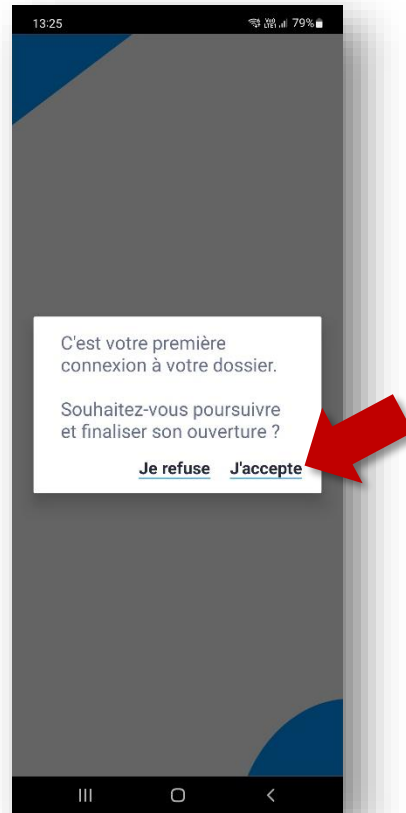 13:25
79%
C'est votre première
connexion à votre dossier.
Souhaitez-vous poursuivre
et finaliser son ouverture ?
Je refuse J'accepte